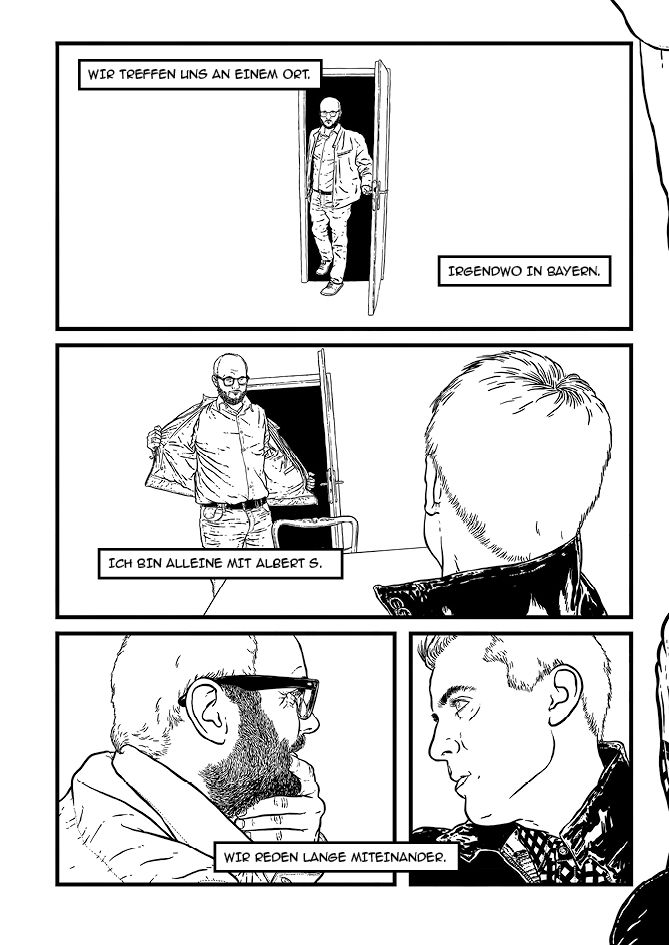 WIR TREFFEN UNS AN EINEM ORT.
IRGENDWO IN BAYERN.
ICH BIN ALLEINE MIT ALBERT S.
WIR REDEN LANGE MITEINANDER.